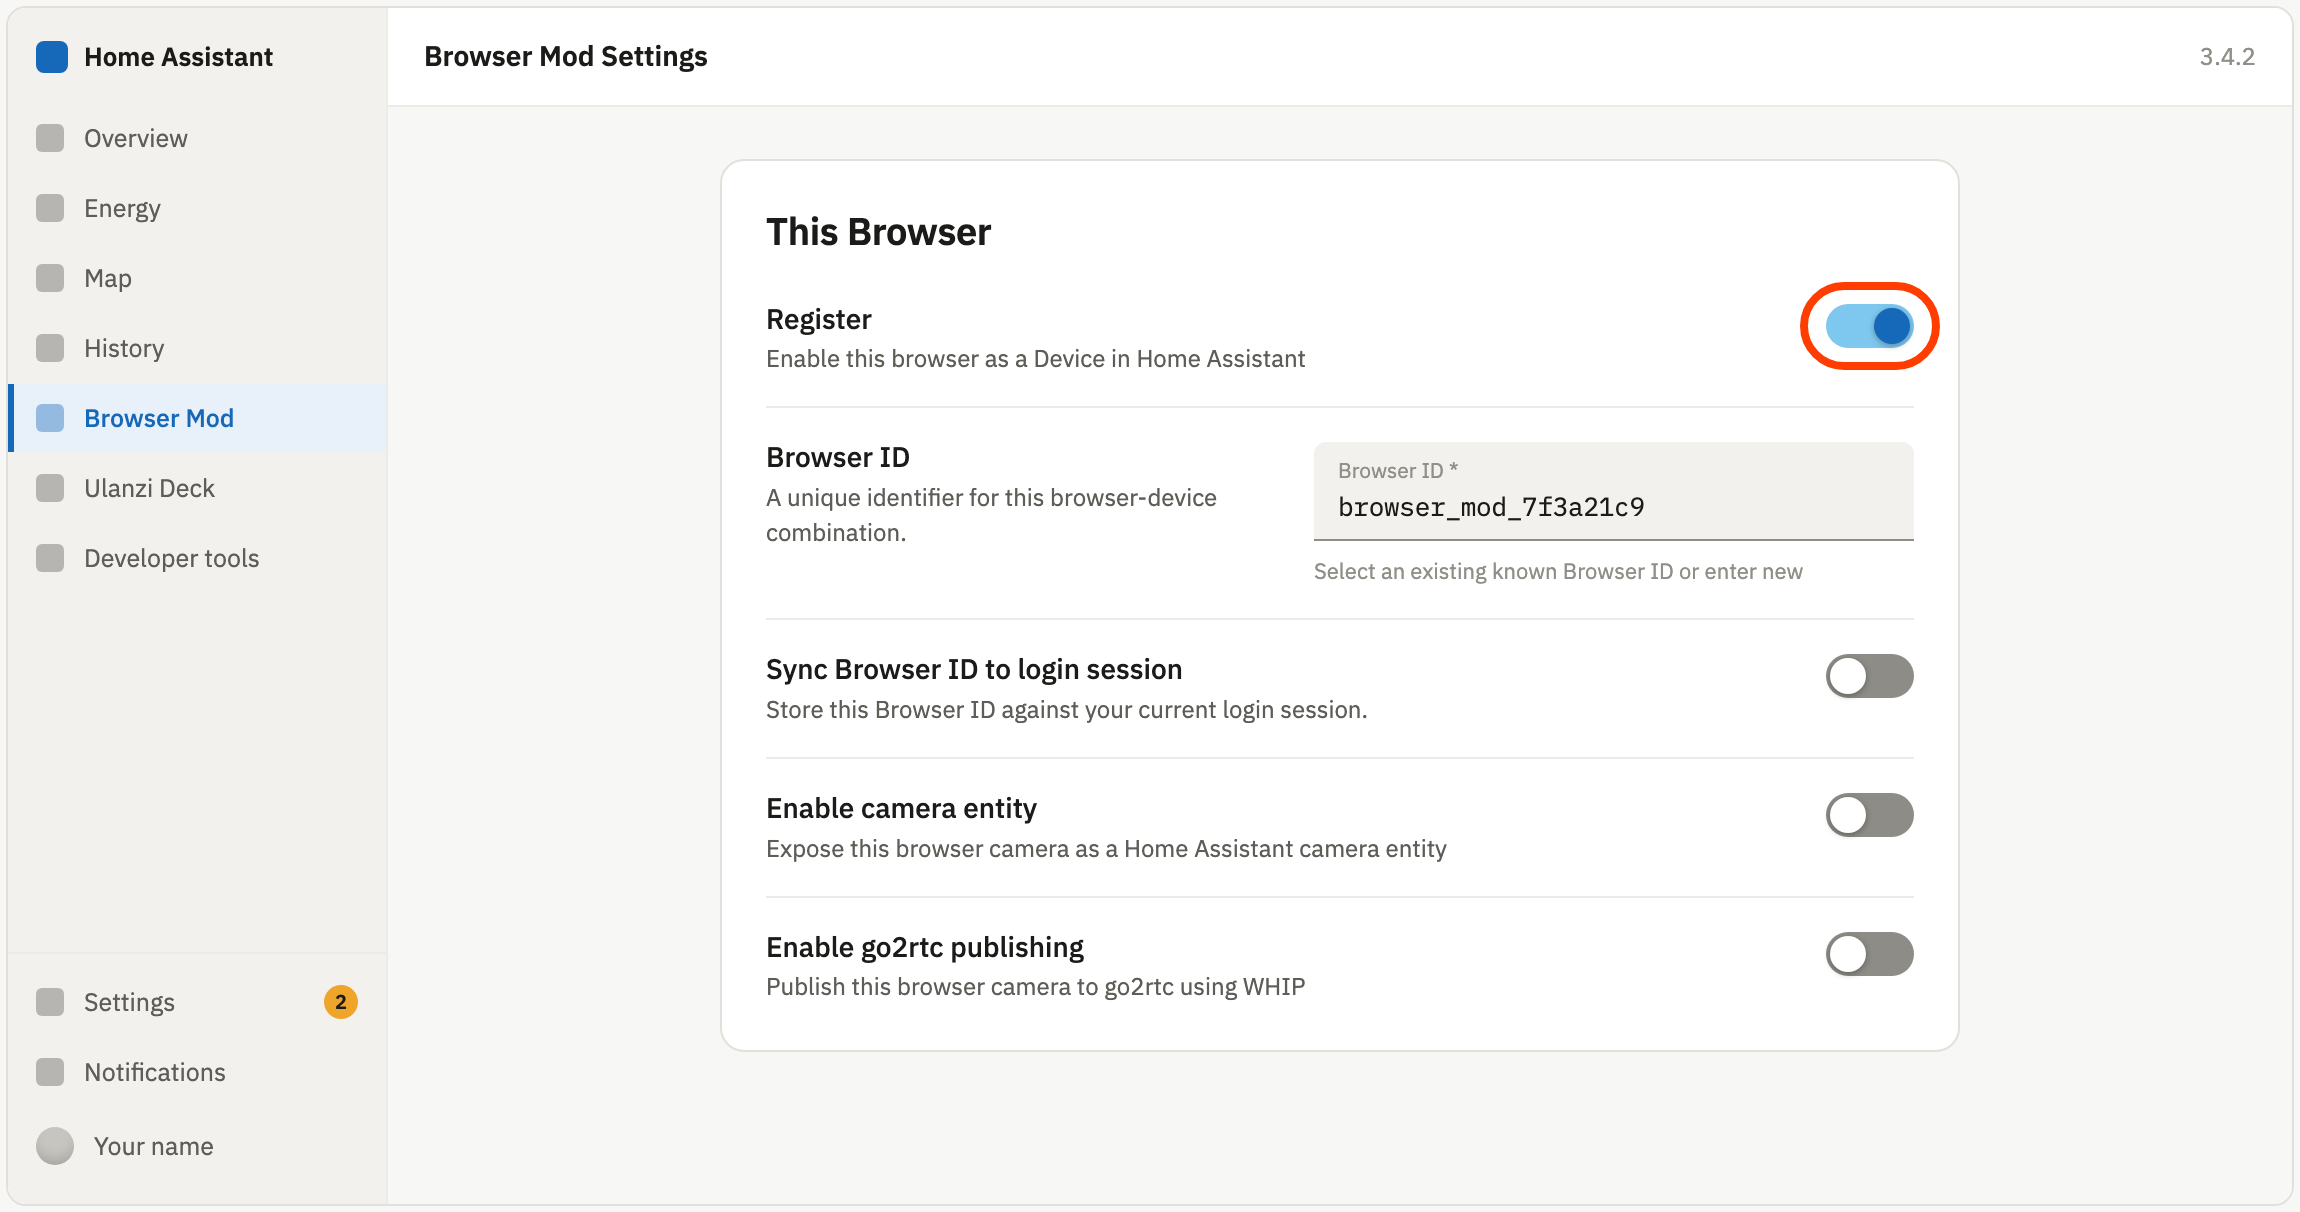 Home Assistant
Overview
Energy
Map
History
Browser Mod
Ulanzi Deck
Developer tools
Settings
2
Notifications
Your name
Browser Mod Settings
3.4.2
This Browser
Register
Enable this browser as a Device in Home Assistant
Browser ID
A unique identifier for this browser-device
combination.
Browser ID *
browser_mod_7f3a21c9
Select an existing known Browser ID or enter new
Sync Browser ID to login session
Store this Browser ID against your current login session.
Enable camera entity
Expose this browser camera as a Home Assistant camera entity
Enable go2rtc publishing
Publish this browser camera to go2rtc using WHIP